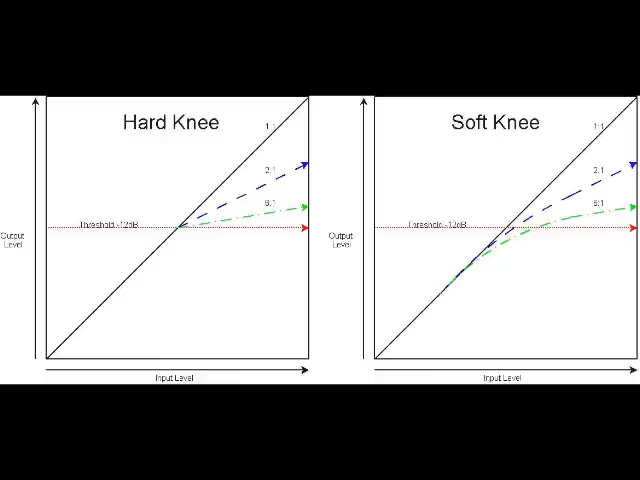 Hard Knee
1:1
2:1
6:1
Threshold -12dB
Output
Level
Input Level
Soft Knee
1:1
2:1
6:1
Threshold -12dB
Output
Level
Input Level